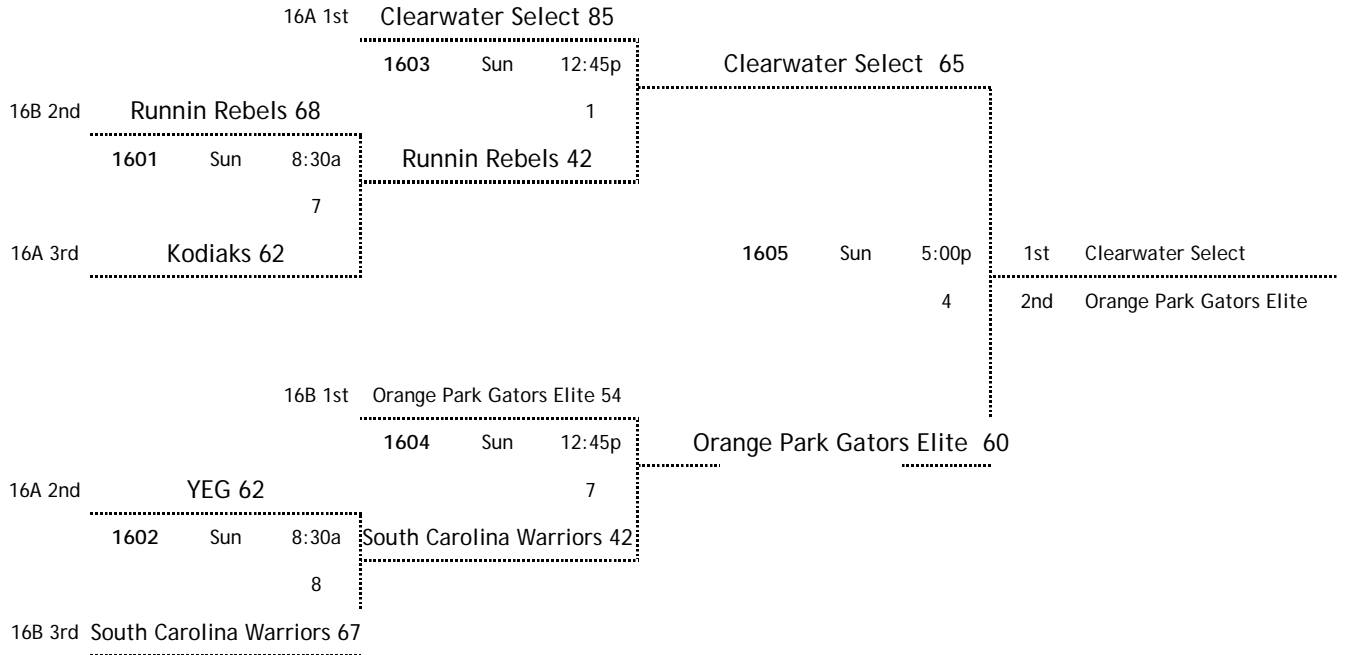 16A 1st Clearwater Select 85
1603 Sun 12:45p Clearwater Select 65
16B 2nd Runnin Rebels 68 1
1601 Sun 8:30a Runnin Rebels 42
7
16A 3rd Kodiaks 62 1605 Sun 5:00p 1st Clearwater Select
4 2nd Orange Park Gators Elite
16B 1st Orange Park Gators Elite 54
1604 Sun 12:45p Orange Park Gators Elite 60
16A 2nd YEG 62 7
1602 Sun 8:30a South Carolina Warriors 42
8
16B 3rd South Carolina Warriors 67